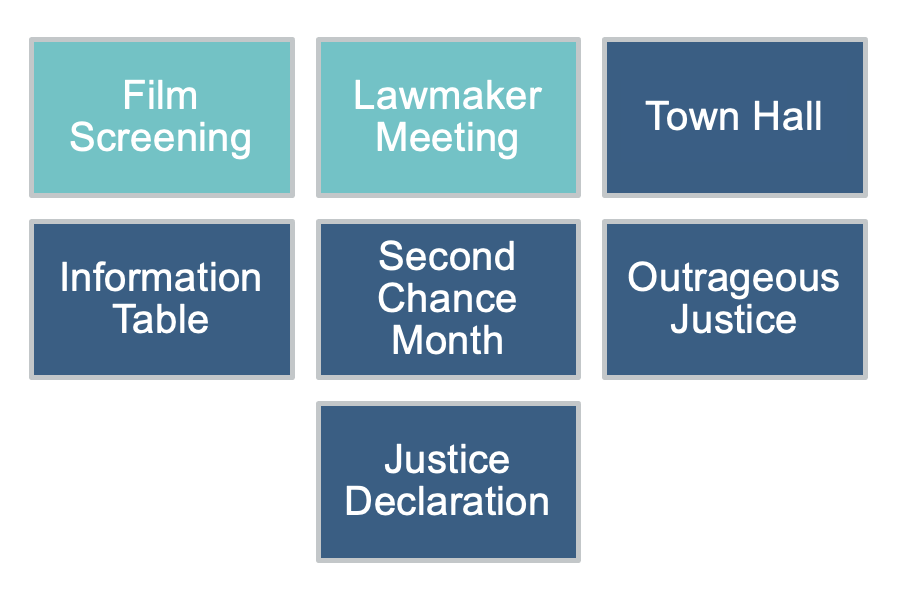 Film
Screening
Lawmaker
Meeting
Town Hall
Information
Table
Second
Chance
Month
Outrageous
Justice
Justice
Declaration